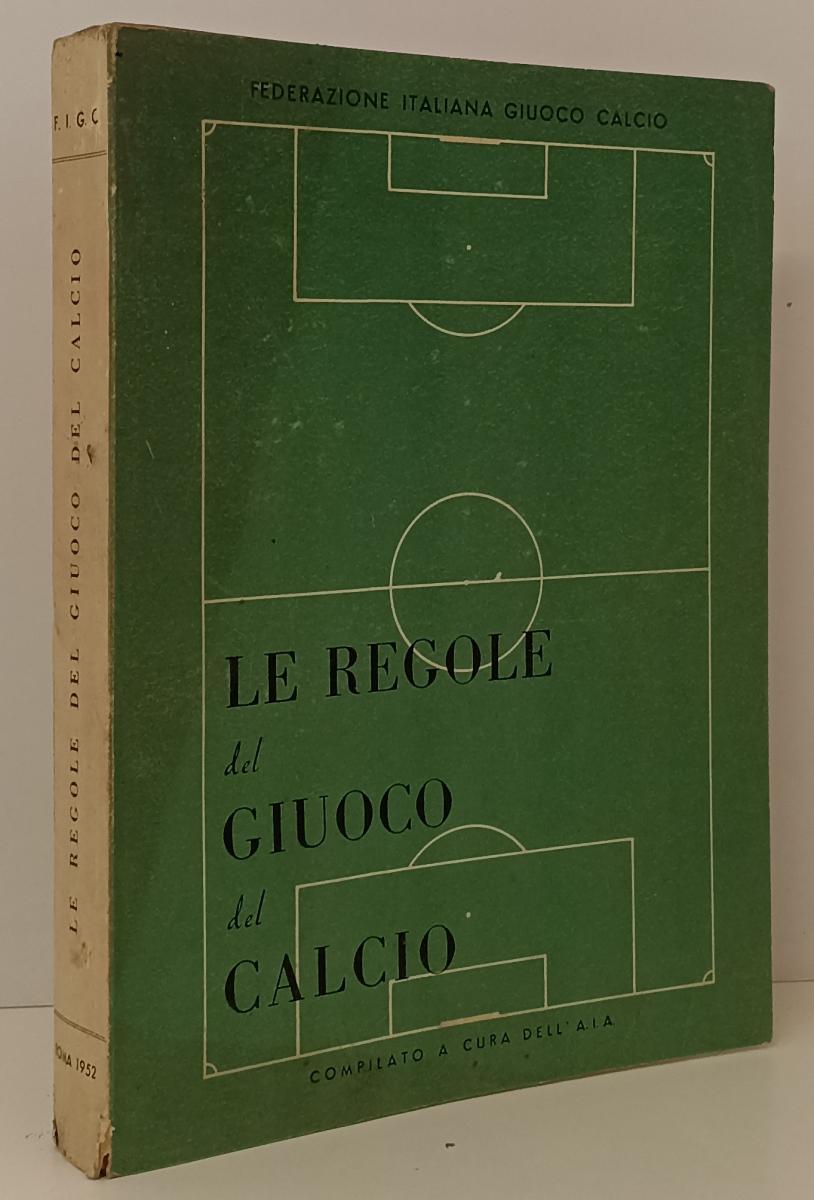 F. I. G. C
LE REGOLE DEL GIUOCO DEL CALCIO
ROMA 1952
FEDERAZIONE ITALIANA GIUOCO CALCIO
LE REGOLE
del
GIUOCO
del
CALCIO
COMPILATO A CURA DELL' A.I.A.